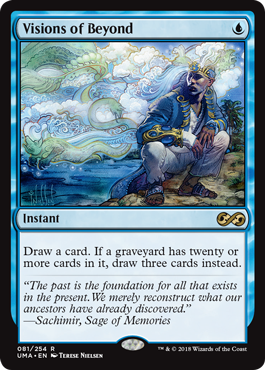 Visions of Beyond
Instant
Draw a card. If a graveyard has twenty or
more cards in it, draw three cards instead.
“The past is the foundation for all that exists
in the present. We merely reconstruct what our
ancestors have already discovered.”
—Sachimir, Sage of Memories
081/254 R
UMA • EN TERESE NIELSEN
™ & © 2018 Wizards of the Coast